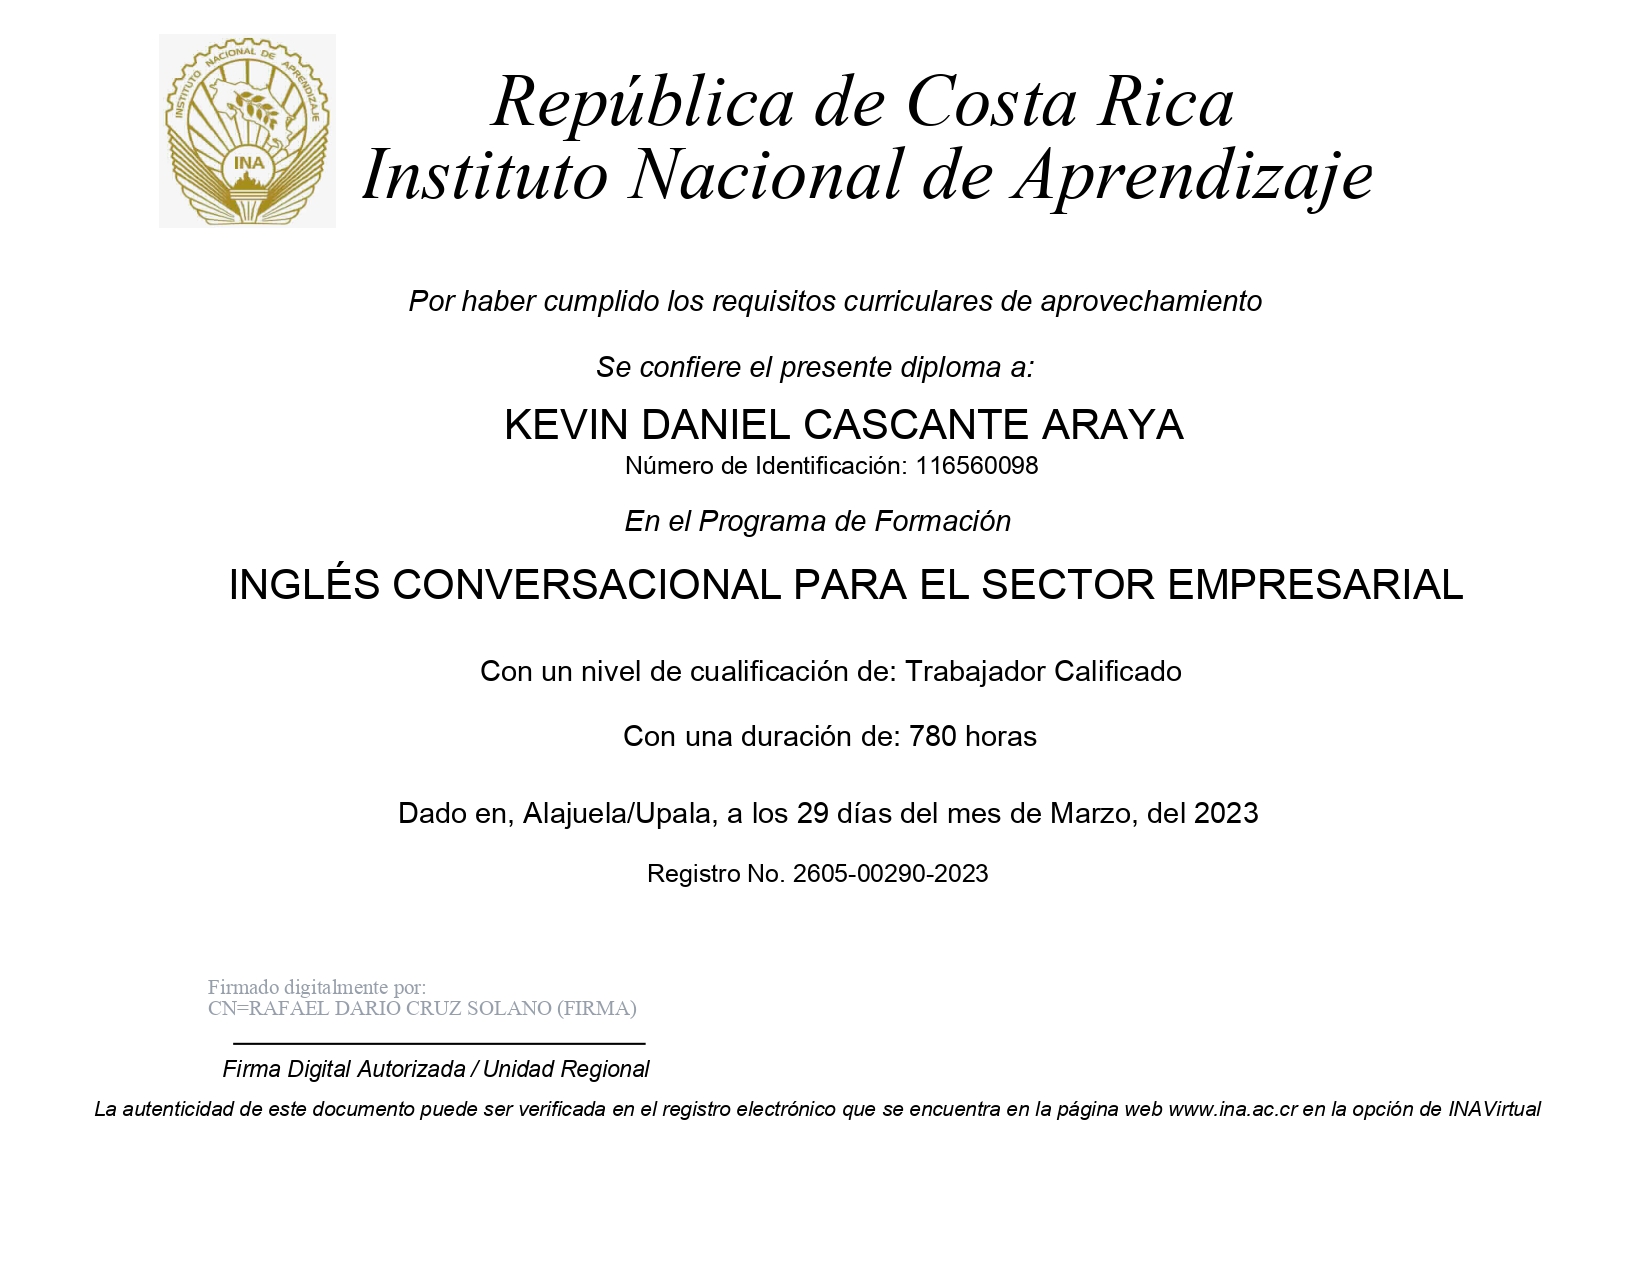 INSTITUTO NACIONAL DE APRENDIZAJE
INA
República de Costa Rica
Instituto Nacional de Aprendizaje
Por haber cumplido los requisitos curriculares de aprovechamiento
Se confiere el presente diploma a:
KEVIN DANIEL CASCANTE ARAYA
Número de Identificación: 116560098
En el Programa de Formación
INGLÉS CONVERSACIONAL PARA EL SECTOR EMPRESARIAL
Con un nivel de cualificación de: Trabajador Calificado
Con una duración de: 780 horas
Dado en, Alajuela/Upala, a los 29 días del mes de Marzo, del 2023
Registro No. 2605-00290-2023
Firmado digitalmente por:
CN=RAFAEL DARIO CRUZ SOLANO (FIRMA)
Firma Digital Autorizada / Unidad Regional
La autenticidad de este documento puede ser verificada en el registro electrónico que se encuentra en la página web www.ina.ac.cr en la opción de INAVirtual